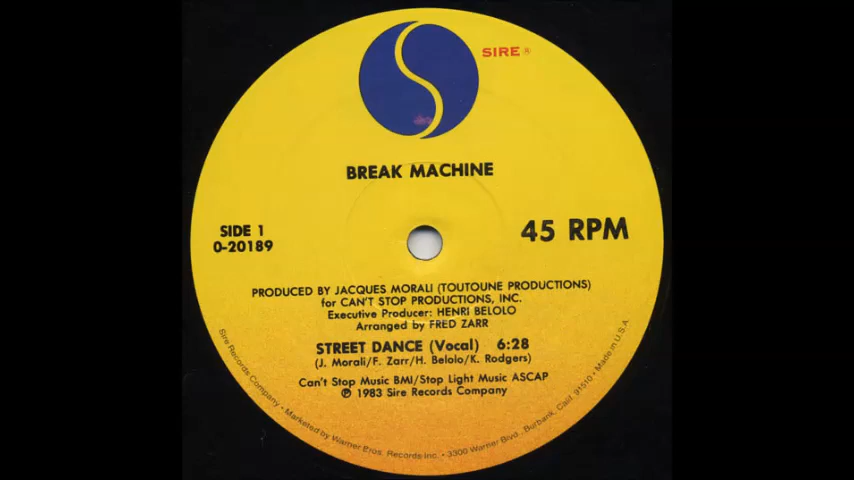 SIRE ®
BREAK MACHINE
SIDE 1
0-20189
45 RPM
PRODUCED BY JACQUES MORALI (TOUTOUNE PRODUCTIONS)
for CAN'T STOP PRODUCTIONS, INC.
Executive Producer: HENRI BELOLO
Arranged by FRED ZARR
STREET DANCE (Vocal) 6:28
(J. Morali/F. Zarr/H. Belolo/K. Rodgers)
Can't Stop Music BMI/Stop Light Music ASCAP
℗ 1983 Sire Records Company
Sire Records Company • Marketed by Warner Bros. Records Inc. • 3300 Warner Blvd., Burbank, Calif. 91510 • Made in U.S.A.